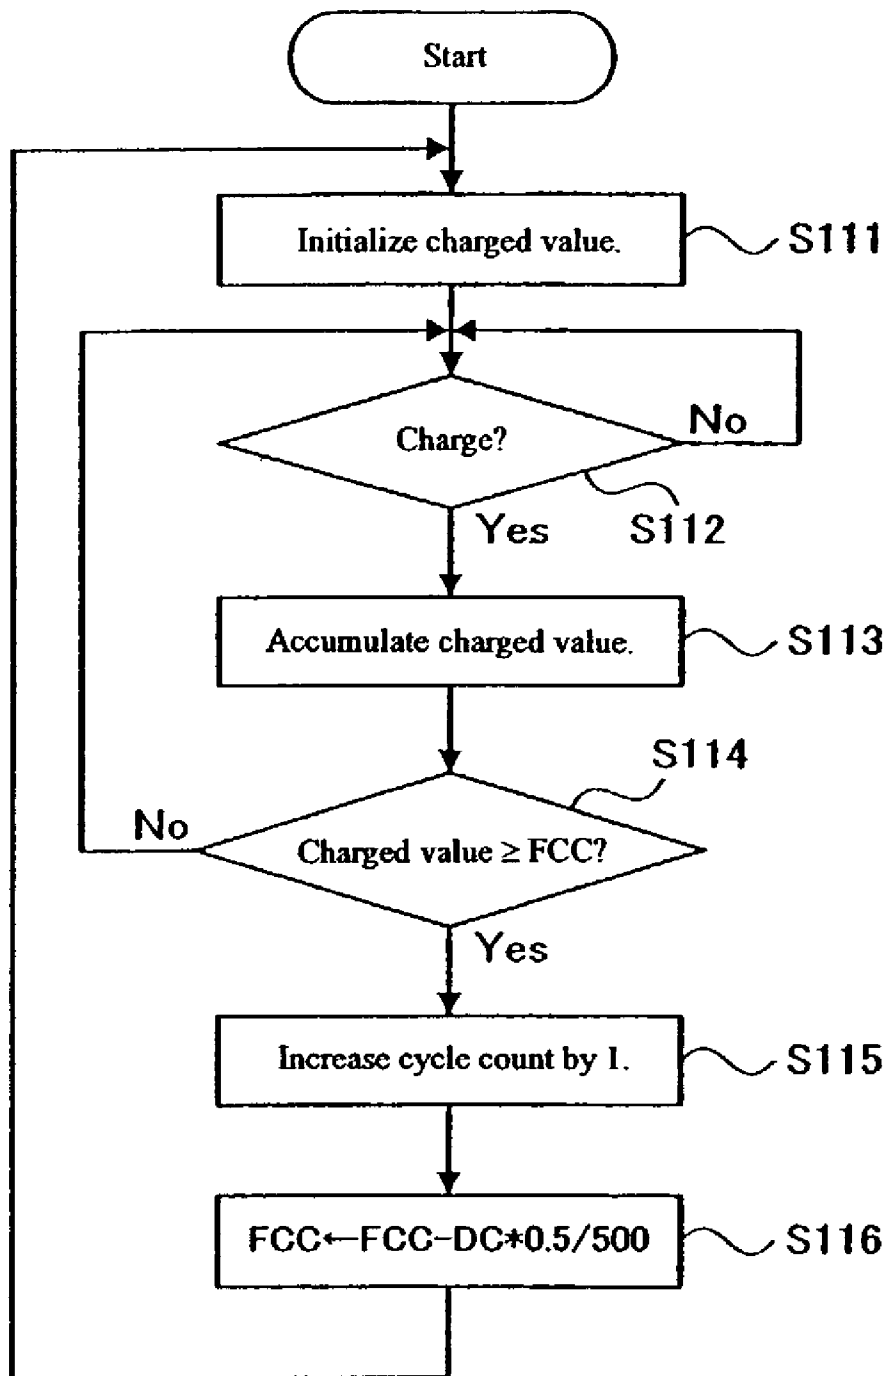 Start
Initialize charged value.
S111
Charge?
No
S112
Yes
Accumulate charged value.
S113
S114
No
Charged value ≥ FCC?
Yes
Increase cycle count by 1.
S115
FCC←FCC-DC*0.5/500
S116